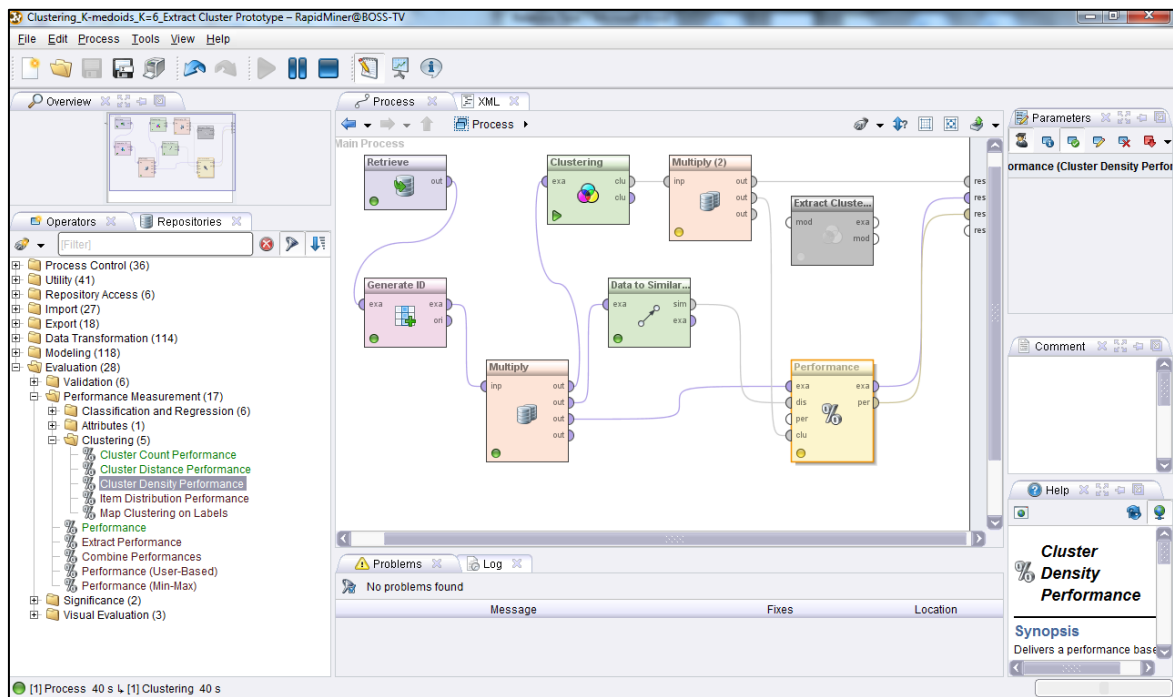 Clustering_K-medoids_K=6_Extract Cluster Prototype – RapidMiner@BOSS-TV
File Edit Process Tools View Help
Overview
Process
XML
Process
Parameters
ormance (Cluster Density Perfor
Main Process
Retrieve
out
Clustering
exa
clu
clu
Multiply (2)
inp
out
out
out
Extract Cluste...
mod
exa
mod
res
res
res
res
Operators
Repositories
[Filter]
Process Control (36)
Utility (41)
Repository Access (6)
Import (27)
Export (18)
Data Transformation (114)
Modeling (118)
Evaluation (28)
Validation (6)
Performance Measurement (17)
Classification and Regression (6)
Attributes (1)
Clustering (5)
Cluster Count Performance
Cluster Distance Performance
Cluster Density Performance
Item Distribution Performance
Map Clustering on Labels
Performance
Extract Performance
Combine Performances
Performance (User-Based)
Performance (Min-Max)
Significance (2)
Visual Evaluation (3)
Generate ID
exa
exa
ori
Data to Similar...
exa
sim
exa
Multiply
inp
out
out
out
out
Performance
exa
exa
dis
per
per
clu
%
Comment
Help
Cluster
% Density
Performance
Synopsis
Delivers a performance base
Problems
Log
No problems found
Message Fixes Location
[1] Process 40 s ↳ [1] Clustering 40 s